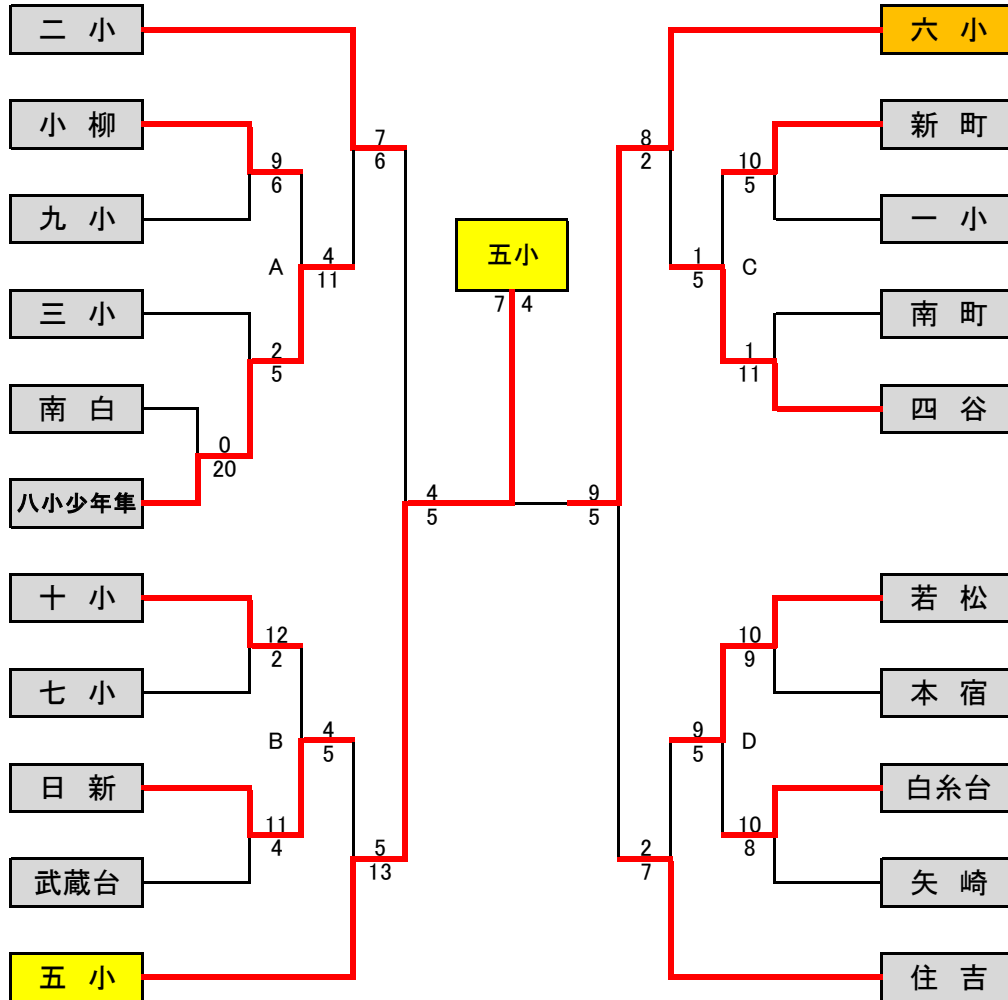 二 小
小 柳
九 小
三 小
南 白
八小少年隼
十 小
七 小
日 新
武蔵台
五 小
9
6
2
5
0
20
12
2
11
4
A
4
11
B
4
5
7
6
5
13
4
5
五小
7 4
9
5
8
2
2
7
1
5
C
9
5
D
10
5
1
11
10
9
10
8
六 小
新 町
一 小
南 町
四 谷
若 松
本 宿
白糸台
矢 崎
住 吉